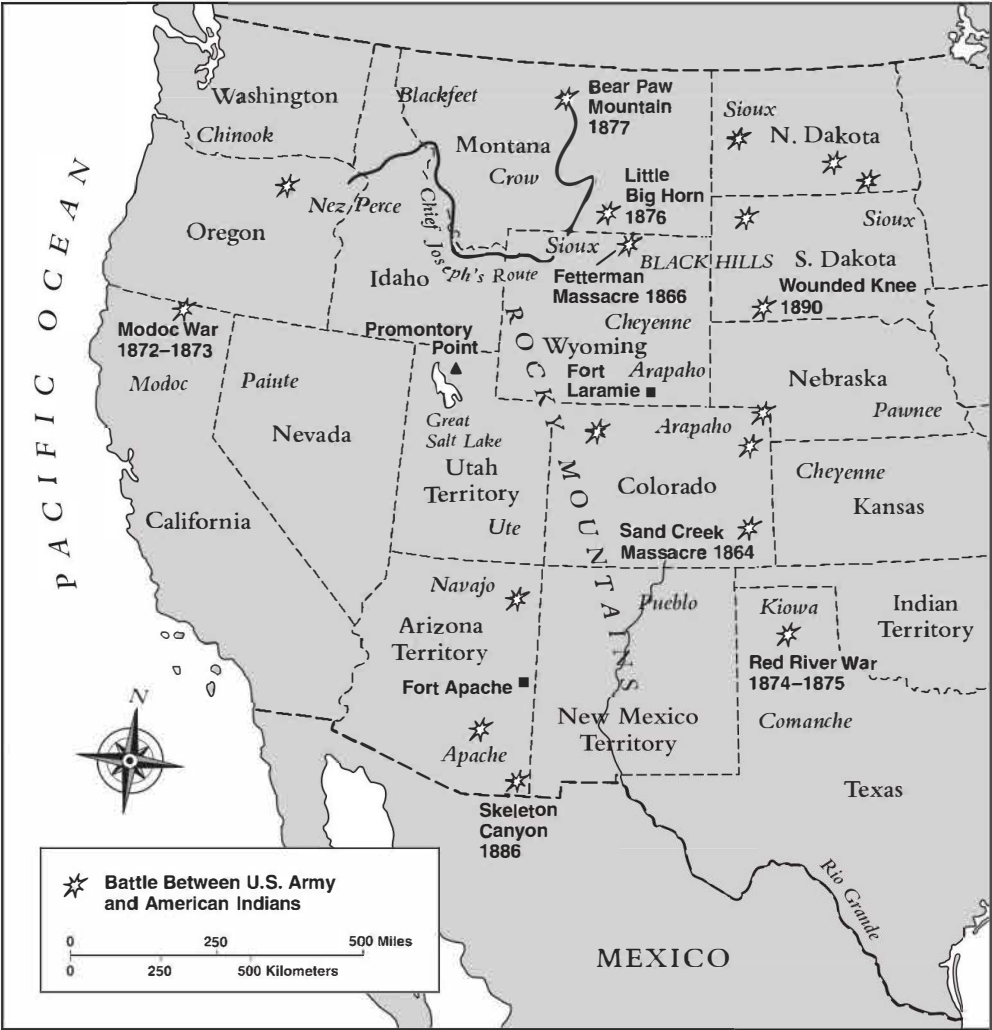 Washington
Chinook
Blackfeet
Bear Paw
Mountain
1877
Montana
Crow
Sioux
N. Dakota
Little
Big Horn
1876
Nez Perce
Oregon
Idaho
Chief Joseph's Route
Sioux
Sioux
BLACK HILLS
S. Dakota
Fetterman
Massacre 1866
Wounded Knee
1890
PACIFIC OCEAN
Modoc War
1872–1873
Modoc
Paiute
Nevada
Promontory
Point
Great
Salt Lake
ROCKY MOUNTAINS
Cheyenne
Wyoming
Fort
Laramie
Arapaho
Nebraska
Pawnee
Arapaho
Utah
Territory
Ute
Colorado
Cheyenne
Kansas
California
Sand Creek
Massacre 1864
Navajo
Arizona
Territory
Fort Apache
Pueblo
Kiowa
Indian
Territory
Red River War
1874–1875
Comanche
New Mexico
Territory
Apache
Skeleton
Canyon
1886
Texas
Rio Grande
MEXICO
N
Battle Between U.S. Army
and American Indians
0 250 500 Miles
0 250 500 Kilometers